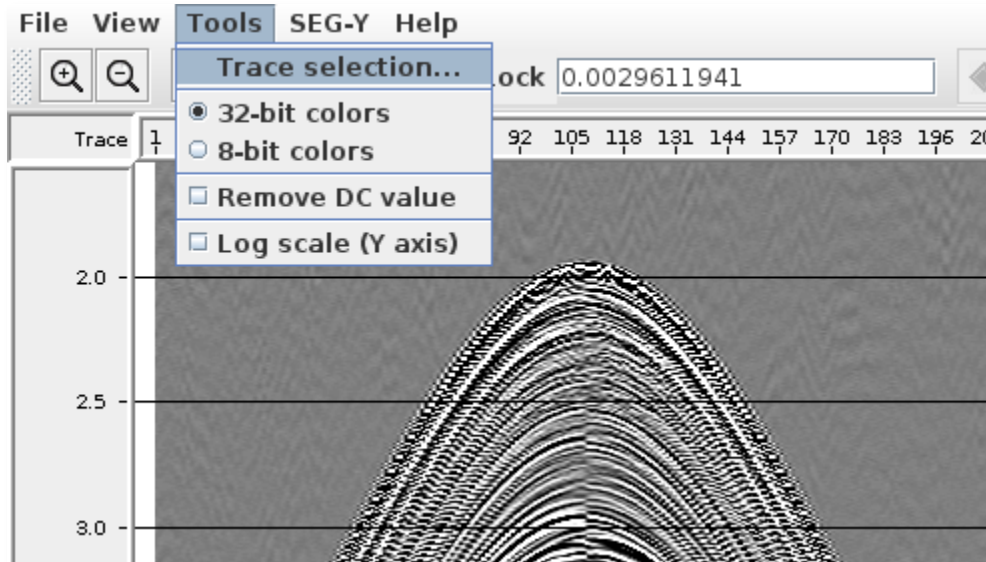 File View Tools SEG-Y Help
Trace selection...
ock 0.0029611941
32-bit colors
8-bit colors
Remove DC value
Log scale (Y axis)
Trace 1 92 105 118 131 144 157 170 183 196
2.0
2.5
3.0